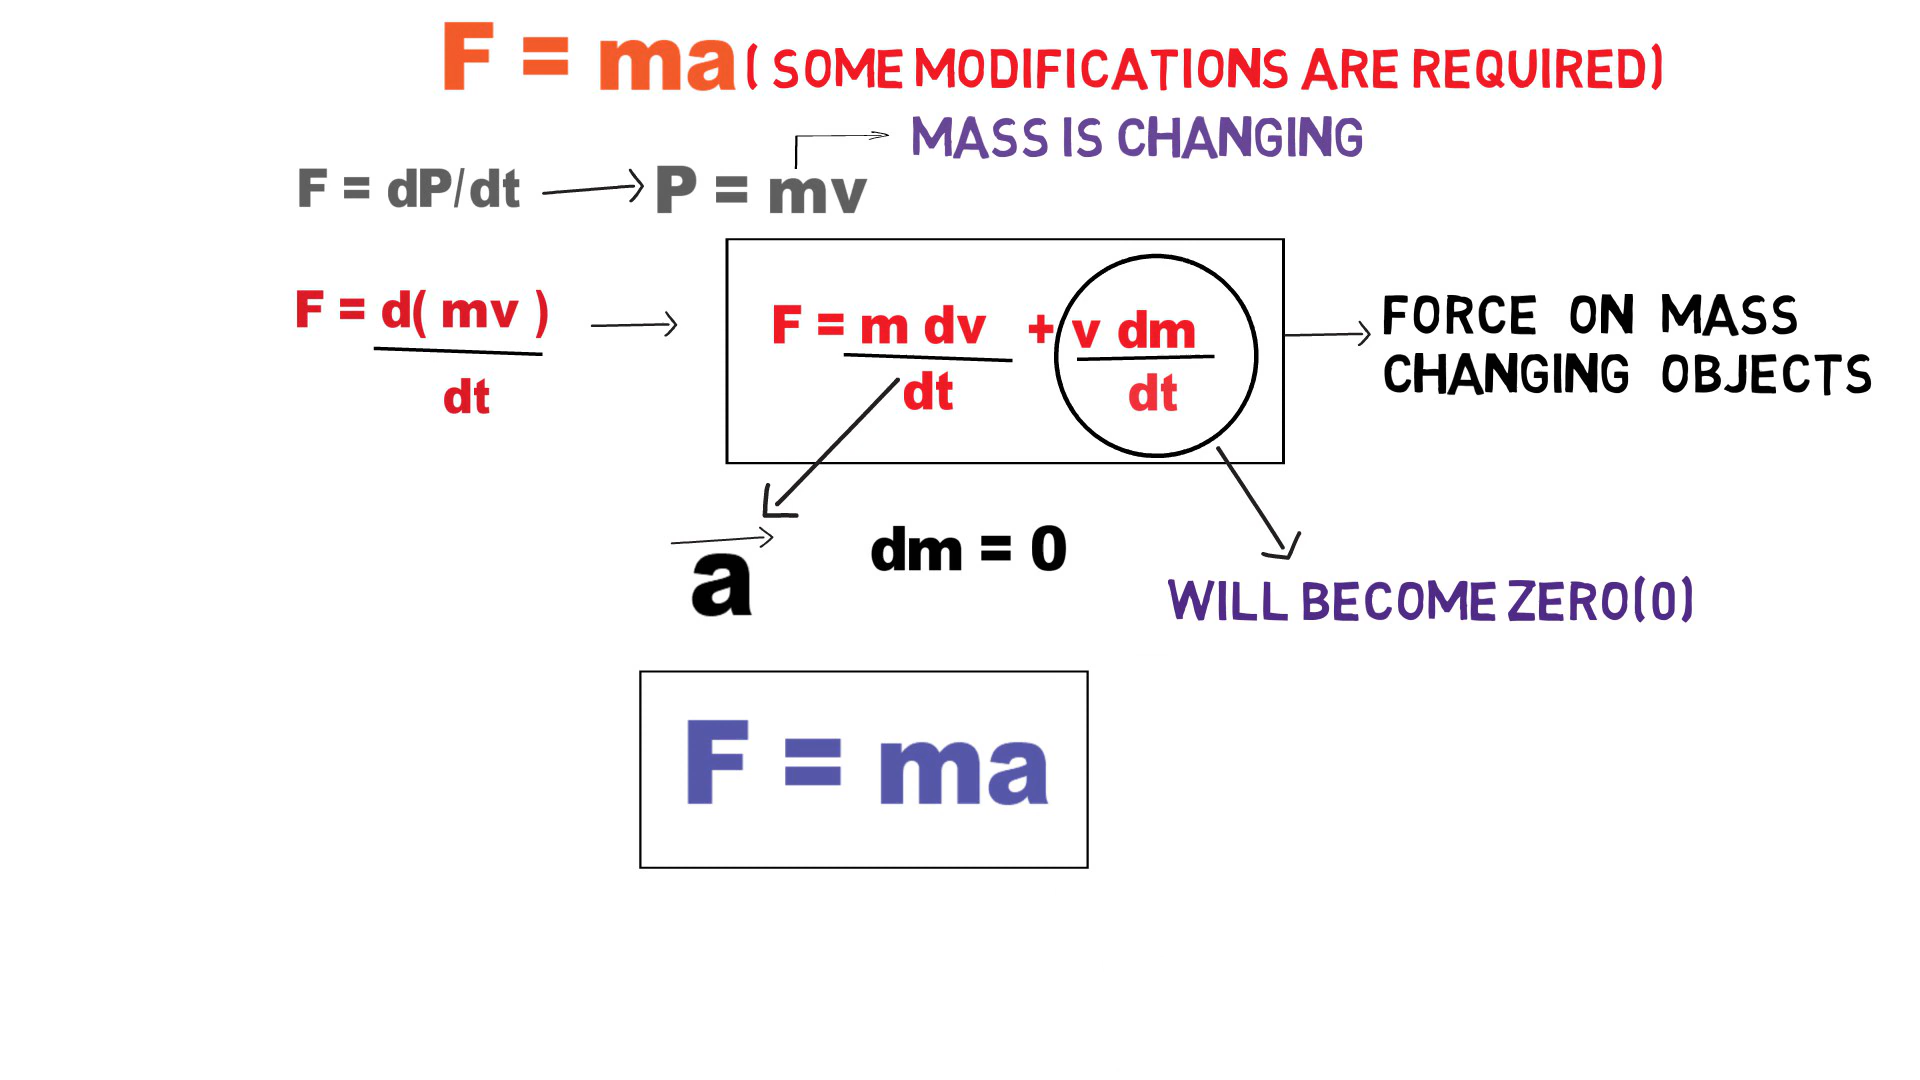 F = ma ( SOME MODIFICATIONS ARE REQUIRED)
MASS IS CHANGING
F = dP/dt P = mv
F = d( mv )
dt
F = m dv + v dm
dt dt
FORCE ON MASS
CHANGING OBJECTS
a
dm = 0
WILL BECOME ZERO(0)
F = ma